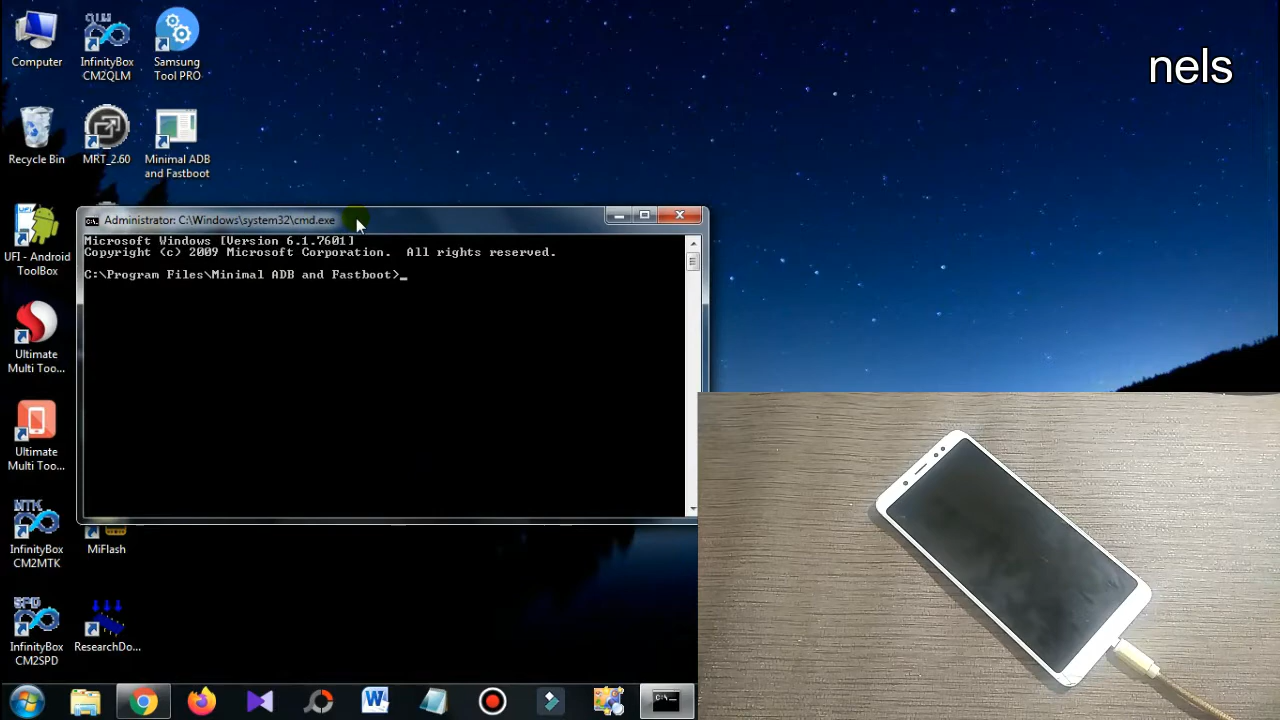 nels
Computer
InfinityBox
CM2QLM
Samsung
Tool PRO
Recycle Bin
MRT_2.60
Minimal ADB
and Fastboot
UFI - Android
ToolBox
Ultimate
Multi Too...
Ultimate
Multi Too...
MTK
InfinityBox
CM2MTK
MiFlash
SPD
InfinityBox
CM2SPD
ResearchDo...
Administrator: C:\Windows\system32\cmd.exe
Microsoft Windows [Version 6.1.7601]
Copyright (c) 2009 Microsoft Corporation.  All rights reserved.
C:\Program Files\Minimal ADB and Fastboot>_